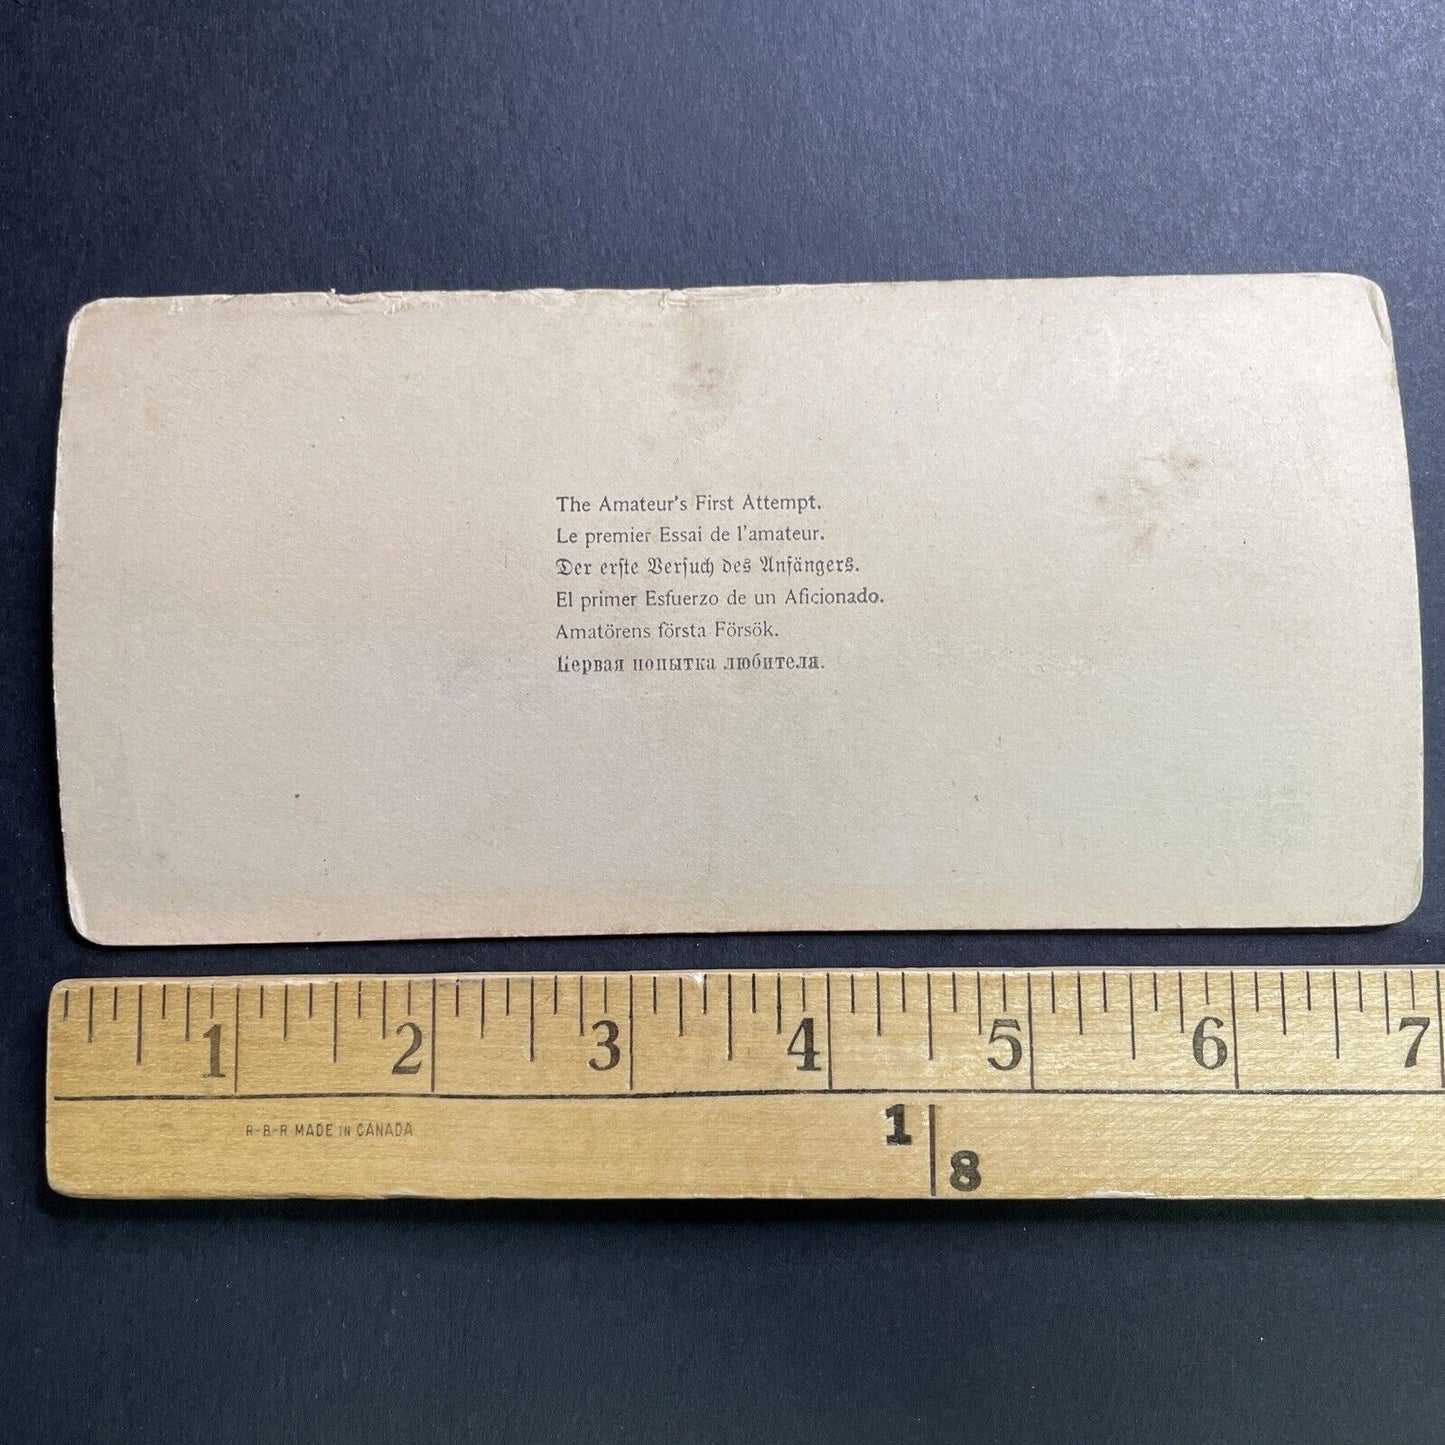 The Amateur's First Attempt.
Le premier Essai de l'amateur.
Der erſte Verſuch des Anfängers.
El primer Esfuerzo de un Aficionado.
Amatörens första Försök.
Первая попытка любителя.
1 2 3 4 5 6 7
R-B-R MADE IN CANADA
1
8